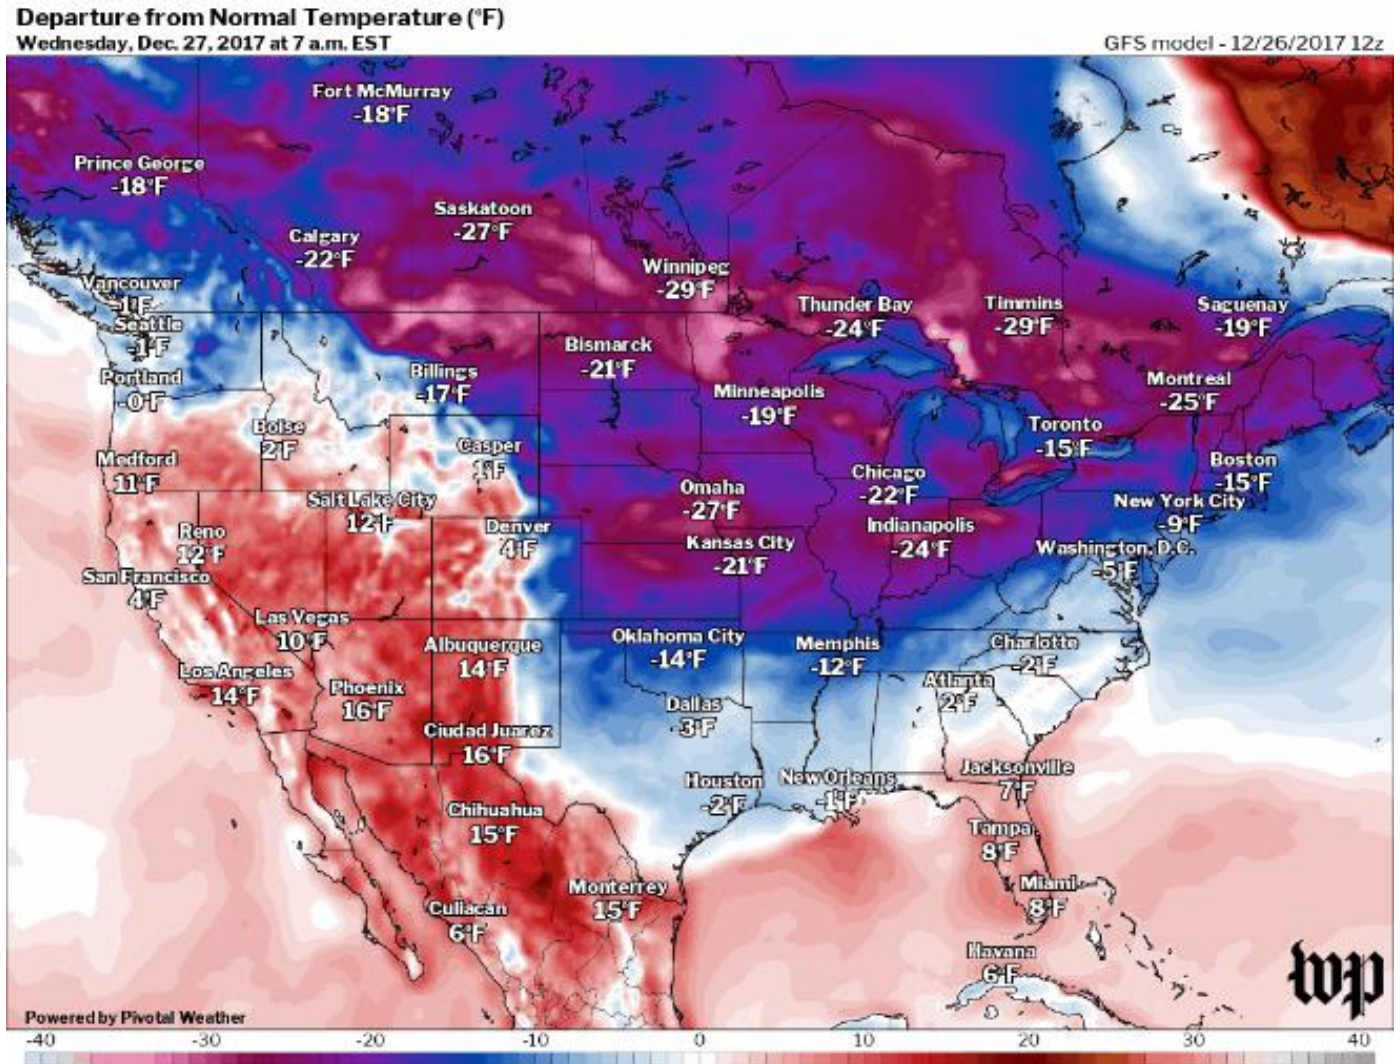 Departure from Normal Temperature (°F)
Wednesday, Dec. 27, 2017 at 7 a.m. EST
GFS model - 12/26/2017 12z
Fort McMurray
-18°F
Prince George
-18°F
Saskatoon
-27°F
Calgary
-22°F
Winnipeg
-29°F
Vancouver
1°F
Thunder Bay
-24°F
Timmins
-29°F
Saguenay
-19°F
Seattle
-1°F
Bismarck
-21°F
Billings
-17°F
Portland
-0°F
Minneapolis
-19°F
Montreal
-25°F
Boise
2°F
Casper
1°F
Toronto
-15°F
Medford
11°F
Chicago
-22°F
Boston
-15°F
Omaha
-27°F
Salt Lake City
12°F
New York City
-9°F
Reno
12°F
Denver
4°F
Indianapolis
-24°F
Kansas City
-21°F
Washington, D.C.
-5°F
San Francisco
4°F
Las Vegas
10°F
Albuquerque
14°F
Oklahoma City
-14°F
Memphis
-12°F
Charlotte
-2°F
Los Angeles
14°F
Phoenix
16°F
Atlanta
2°F
Dallas
-3°F
Ciudad Juarez
16°F
Houston
-2°F
New Orleans
-1°F
Jacksonville
7°F
Chihuahua
15°F
Tampa
8°F
Monterrey
15°F
Miami
8°F
Culiacan
6°F
Havana
6°F
wp
Powered by Pivotal Weather
-40 -30 -20 -10 0 10 20 30 40